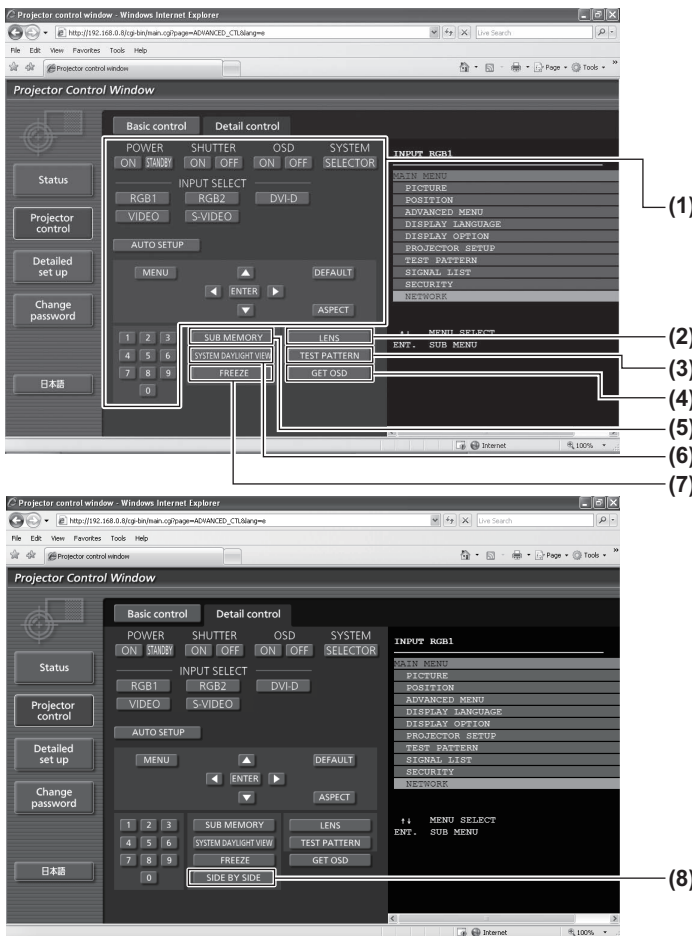 Projector control window - Windows Internet Explorer
http://192.168.0.8/cgi-bin/main.cgi?page=ADVANCED_CTL&lang=e
Live Search
File Edit View Favorites Tools Help
Projector control window
Page Tools
Projector Control Window
Basic control Detail control
POWER SHUTTER OSD SYSTEM
ON STANDBY ON OFF ON OFF SELECTOR
INPUT RGB1
INPUT SELECT
RGB1 RGB2 DVI-D
VIDEO S-VIDEO
AUTO SETUP
MENU DEFAULT
ENTER
ASPECT
1 2 3 SUB MEMORY LENS
4 5 6 SYSTEM DAYLIGHT VIEW TEST PATTERN
7 8 9 FREEZE GET OSD
0
Status
Projector control
Detailed set up
Change password
日本語
MAIN MENU
PICTURE
POSITION
ADVANCED MENU
DISPLAY LANGUAGE
DISPLAY OPTION
PROJECTOR SETUP
TEST PATTERN
SIGNAL LIST
SECURITY
NETWORK
↑↓ MENU SELECT
ENT. SUB MENU
Internet 100%
(1)
(2)
(3)
(4)
(5)
(6)
(7)
Projector control window - Windows Internet Explorer
http://192.168.0.8/cgi-bin/main.cgi?page=ADVANCED_CTL&lang=e
Live Search
File Edit View Favorites Tools Help
Projector control window
Page Tools
Projector Control Window
Basic control Detail control
POWER SHUTTER OSD SYSTEM
ON STANDBY ON OFF ON OFF SELECTOR
INPUT RGB1
INPUT SELECT
RGB1 RGB2 DVI-D
VIDEO S-VIDEO
AUTO SETUP
MENU DEFAULT
ENTER
ASPECT
1 2 3 SUB MEMORY LENS
4 5 6 SYSTEM DAYLIGHT VIEW TEST PATTERN
7 8 9 FREEZE GET OSD
0 SIDE BY SIDE
Status
Projector control
Detailed set up
Change password
日本語
MAIN MENU
PICTURE
POSITION
ADVANCED MENU
DISPLAY LANGUAGE
DISPLAY OPTION
PROJECTOR SETUP
TEST PATTERN
SIGNAL LIST
SECURITY
NETWORK
↑↓ MENU SELECT
ENT. SUB MENU
Internet 100%
(8)